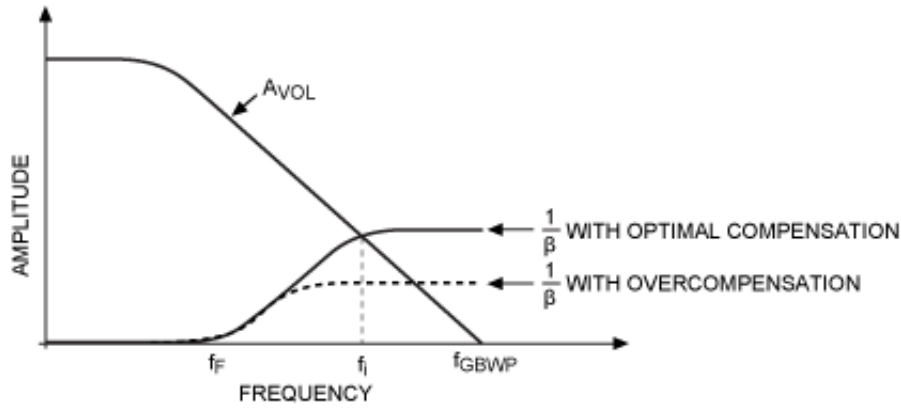 AVOL
AMPLITUDE
1/β WITH OPTIMAL COMPENSATION
1/β WITH OVERCOMPENSATION
fF
fi
fGBWP
FREQUENCY